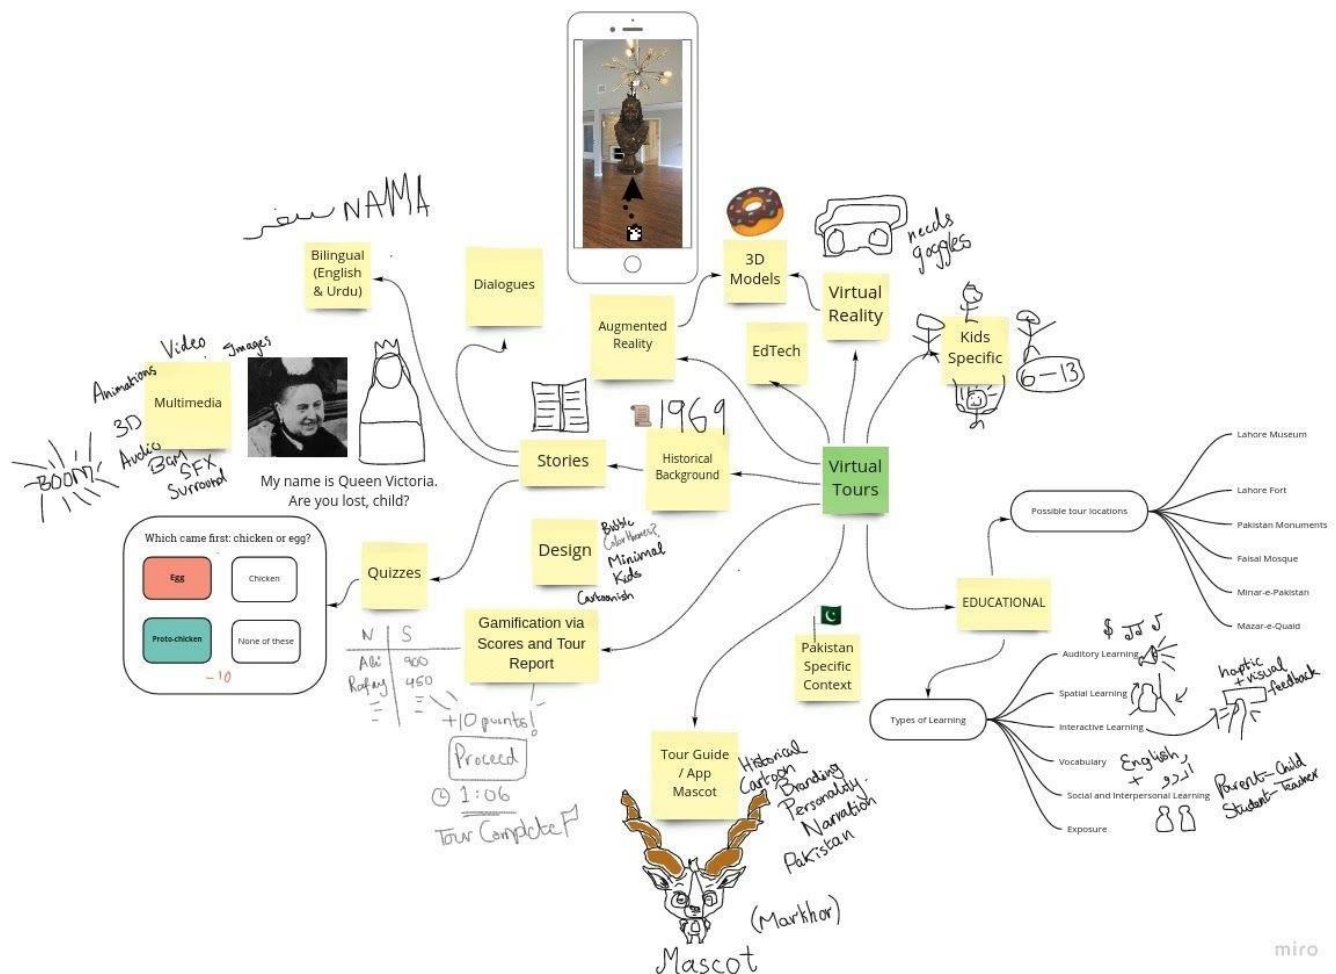 NAMA
Bilingual
(English
& Urdu)
Dialogues
3D
Models
needs
goggles
Virtual
Reality
Augmented
Reality
EdTech
Kids
Specific
6-13
Video
Images
Animations
Multimedia
3D
Audio
BGM
SFX
Surround
BOOM
My name is Queen Victoria.
Are you lost, child?
1969
Stories
Historical
Background
Virtual
Tours
Possible tour locations
Lahore Museum
Lahore Fort
Pakistan Monuments
Faisal Mosque
Minar-e-Pakistan
Mazar-e-Quaid
Which came first: chicken or egg?
Egg
Chicken
Proto-chicken
None of these
-10
Quizzes
Design
Bubble
Minimal
Kids
Cartoonish
EDUCATIONAL
Gamification via
Scores and Tour
Report
N S
Ali 900
Rafay 450
+10 points!
Proceed
1:06
Tour Complete
Pakistan
Specific
Context
Types of Learning
Auditory Learning
$
Spatial Learning
Interactive Learning
haptic
+ visual
feedback
Vocabulary
English
+ اردو
Social and Interpersonal Learning
Parent-Child
Student-Teacher
Exposure
Tour Guide
/ App
Mascot
Historical
Cartoon
Branding
Personality.
Narration
Pakistan
(Markhor)
Mascot
miro